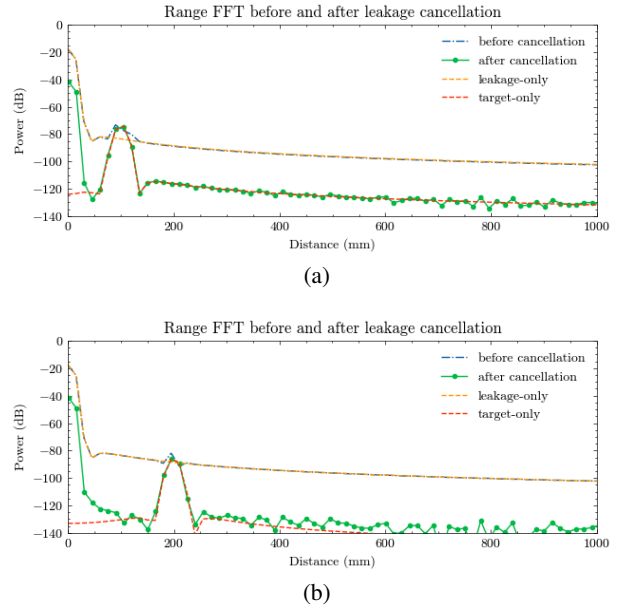 Range FFT before and after leakage cancellation
0
−20
−40
−60
−80
−100
−120
−140
Power (dB)
before cancellation
after cancellation
leakage-only
target-only
0 200 400 600 800 1000
Distance (mm)
(a)
Range FFT before and after leakage cancellation
0
−20
−40
−60
−80
−100
−120
−140
Power (dB)
before cancellation
after cancellation
leakage-only
target-only
0 200 400 600 800 1000
Distance (mm)
(b)